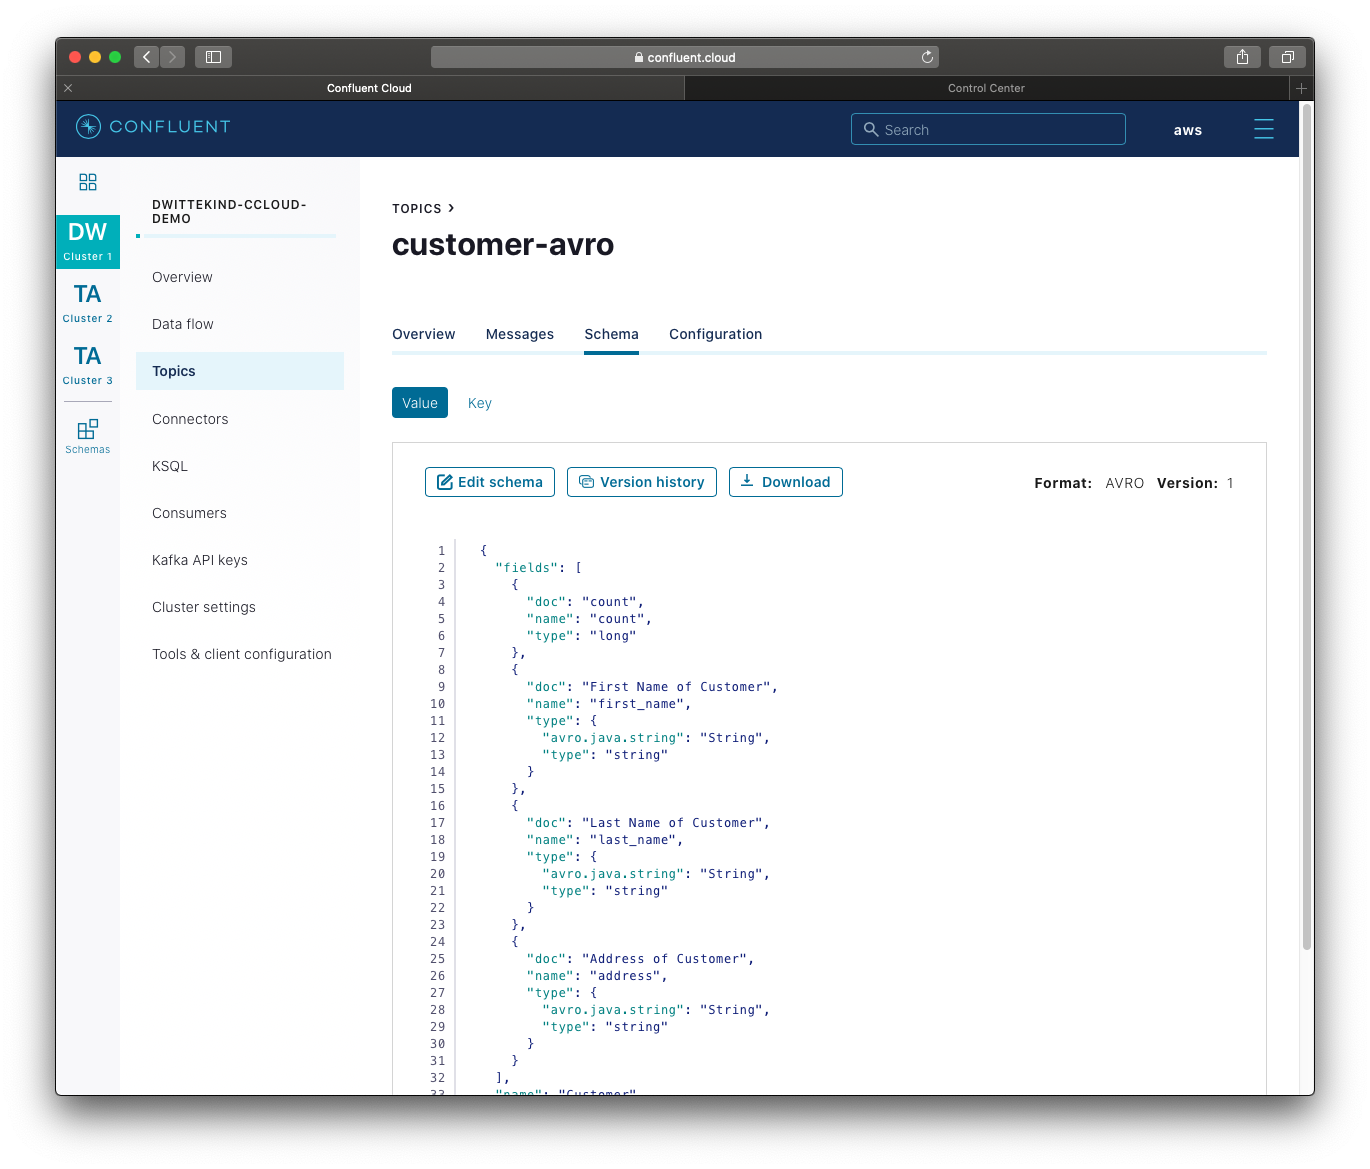 confluent.cloud
Confluent Cloud
Control Center
CONFLUENT
Search
aws
DW
Cluster 1
TA
Cluster 2
TA
Cluster 3
Schemas
DWITTEKIND-CCLOUD-
DEMO
Overview
Data flow
Topics
Connectors
KSQL
Consumers
Kafka API keys
Cluster settings
Tools & client configuration
TOPICS >
customer-avro
Overview Messages Schema Configuration
Value Key
Edit schema Version history Download Format: AVRO Version: 1
1 {
2 "fields": [
3 {
4 "doc": "count",
5 "name": "count",
6 "type": "long"
7 },
8 {
9 "doc": "First Name of Customer",
10 "name": "first_name",
11 "type": {
12 "avro.java.string": "String",
13 "type": "string"
14 }
15 },
16 {
17 "doc": "Last Name of Customer",
18 "name": "last_name",
19 "type": {
20 "avro.java.string": "String",
21 "type": "string"
22 }
23 },
24 {
25 "doc": "Address of Customer",
26 "name": "address",
27 "type": {
28 "avro.java.string": "String",
29 "type": "string"
30 }
31 }
32 ],
33 "name": "Customer"